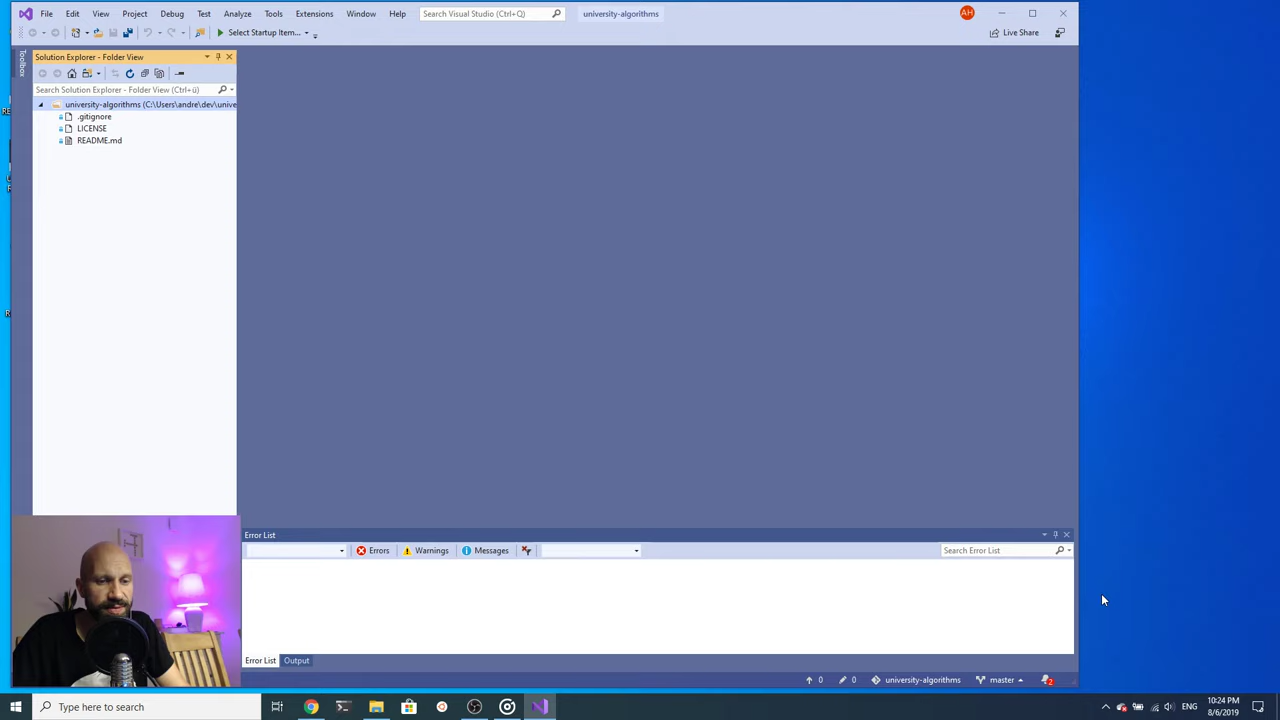 File Edit View Project Debug Test Analyze Tools Extensions Window Help Search Visual Studio (Ctrl+Q) university-algorithms AH
Select Startup Item... Live Share
Toolbox
Solution Explorer - Folder View
Search Solution Explorer - Folder View (Ctrl+ü)
university-algorithms (C:\Users\andre\dev\unive
.gitignore
LICENSE
README.md
Error List
Errors Warnings Messages Search Error List
Error List Output
0 0 university-algorithms master 2
Type here to search ENG 10:24 PM
8/6/2019